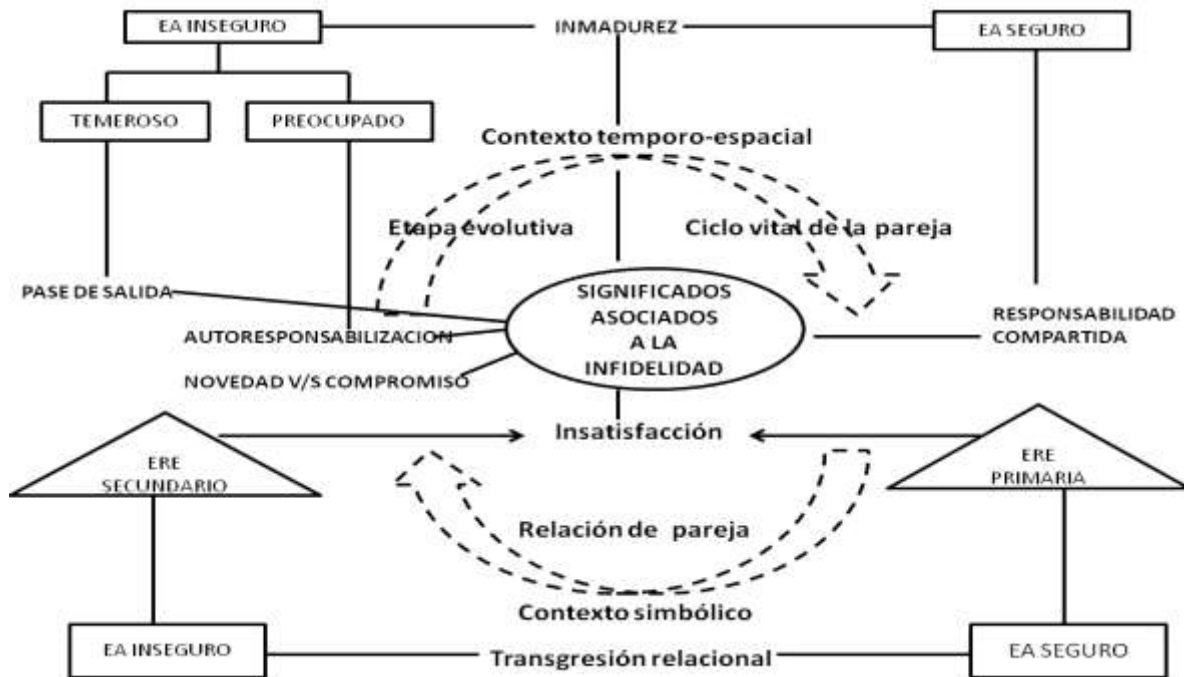 EA INSEGURO
INMADUREZ
EA SEGURO
TEMEROSO
PREOCUPADO
Contexto temporo-espacial
Etapa evolutiva
Ciclo vital de la pareja
PASE DE SALIDA
SIGNIFICADOS
ASOCIADOS
A LA
INFIDELIDAD
RESPONSABILIDAD
COMPARTIDA
AUTORESPONSABILIZACION
NOVEDAD V/S COMPROMISO
Insatisfacción
ERE
SECUNDARIO
ERE
PRIMARIA
Relación de pareja
Contexto simbólico
EA INSEGURO
Transgresión relacional
EA SEGURO